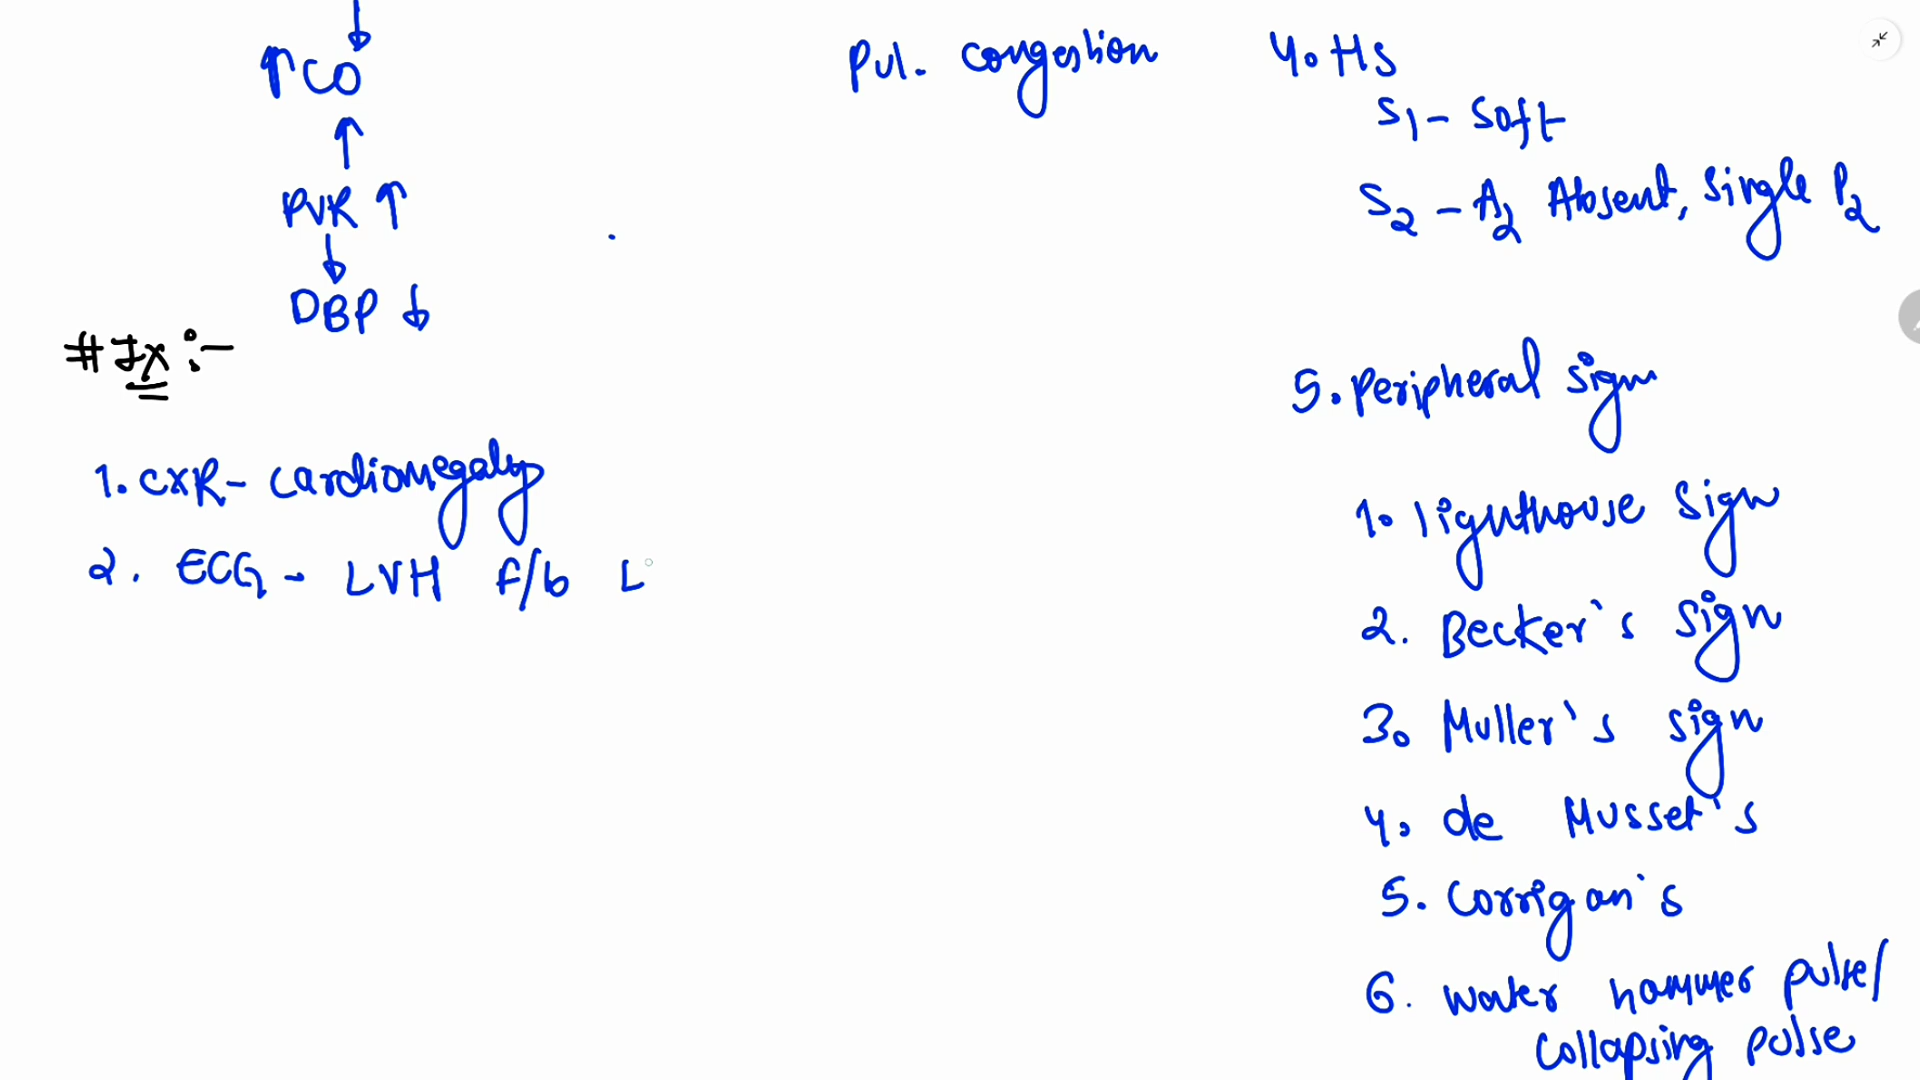 ↑CO
PVR ↑
DBP ↓
# Ix :-
1. CXR - cardiomegaly
2. ECG - LVH f/b L
Pul. congestion
4. HS
S1 - Soft
S2 - A2 Absent, Single P2
5. Peripheral sign
1. lighthouse sign
2. Becker's sign
3. Muller's sign
4. de Musset's
5. Corrigan's
6. water hammer pulse/
collapsing pulse